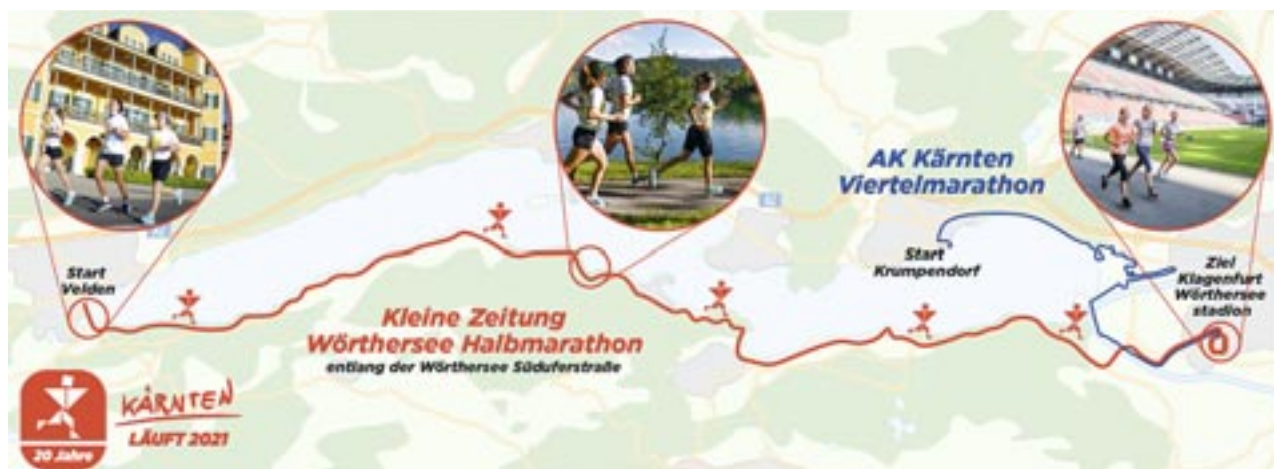 AK Kärnten
Viertelmarathon
Start
Velden
Start
Krumpendorf
Ziel
Klagenfurt
Wörthersee
stadion
Kleine Zeitung
Wörthersee Halbmarathon
entlang der Wörthersee Süduferstraße
20 Jahre
KÄRNTEN
LÄUFT 2021